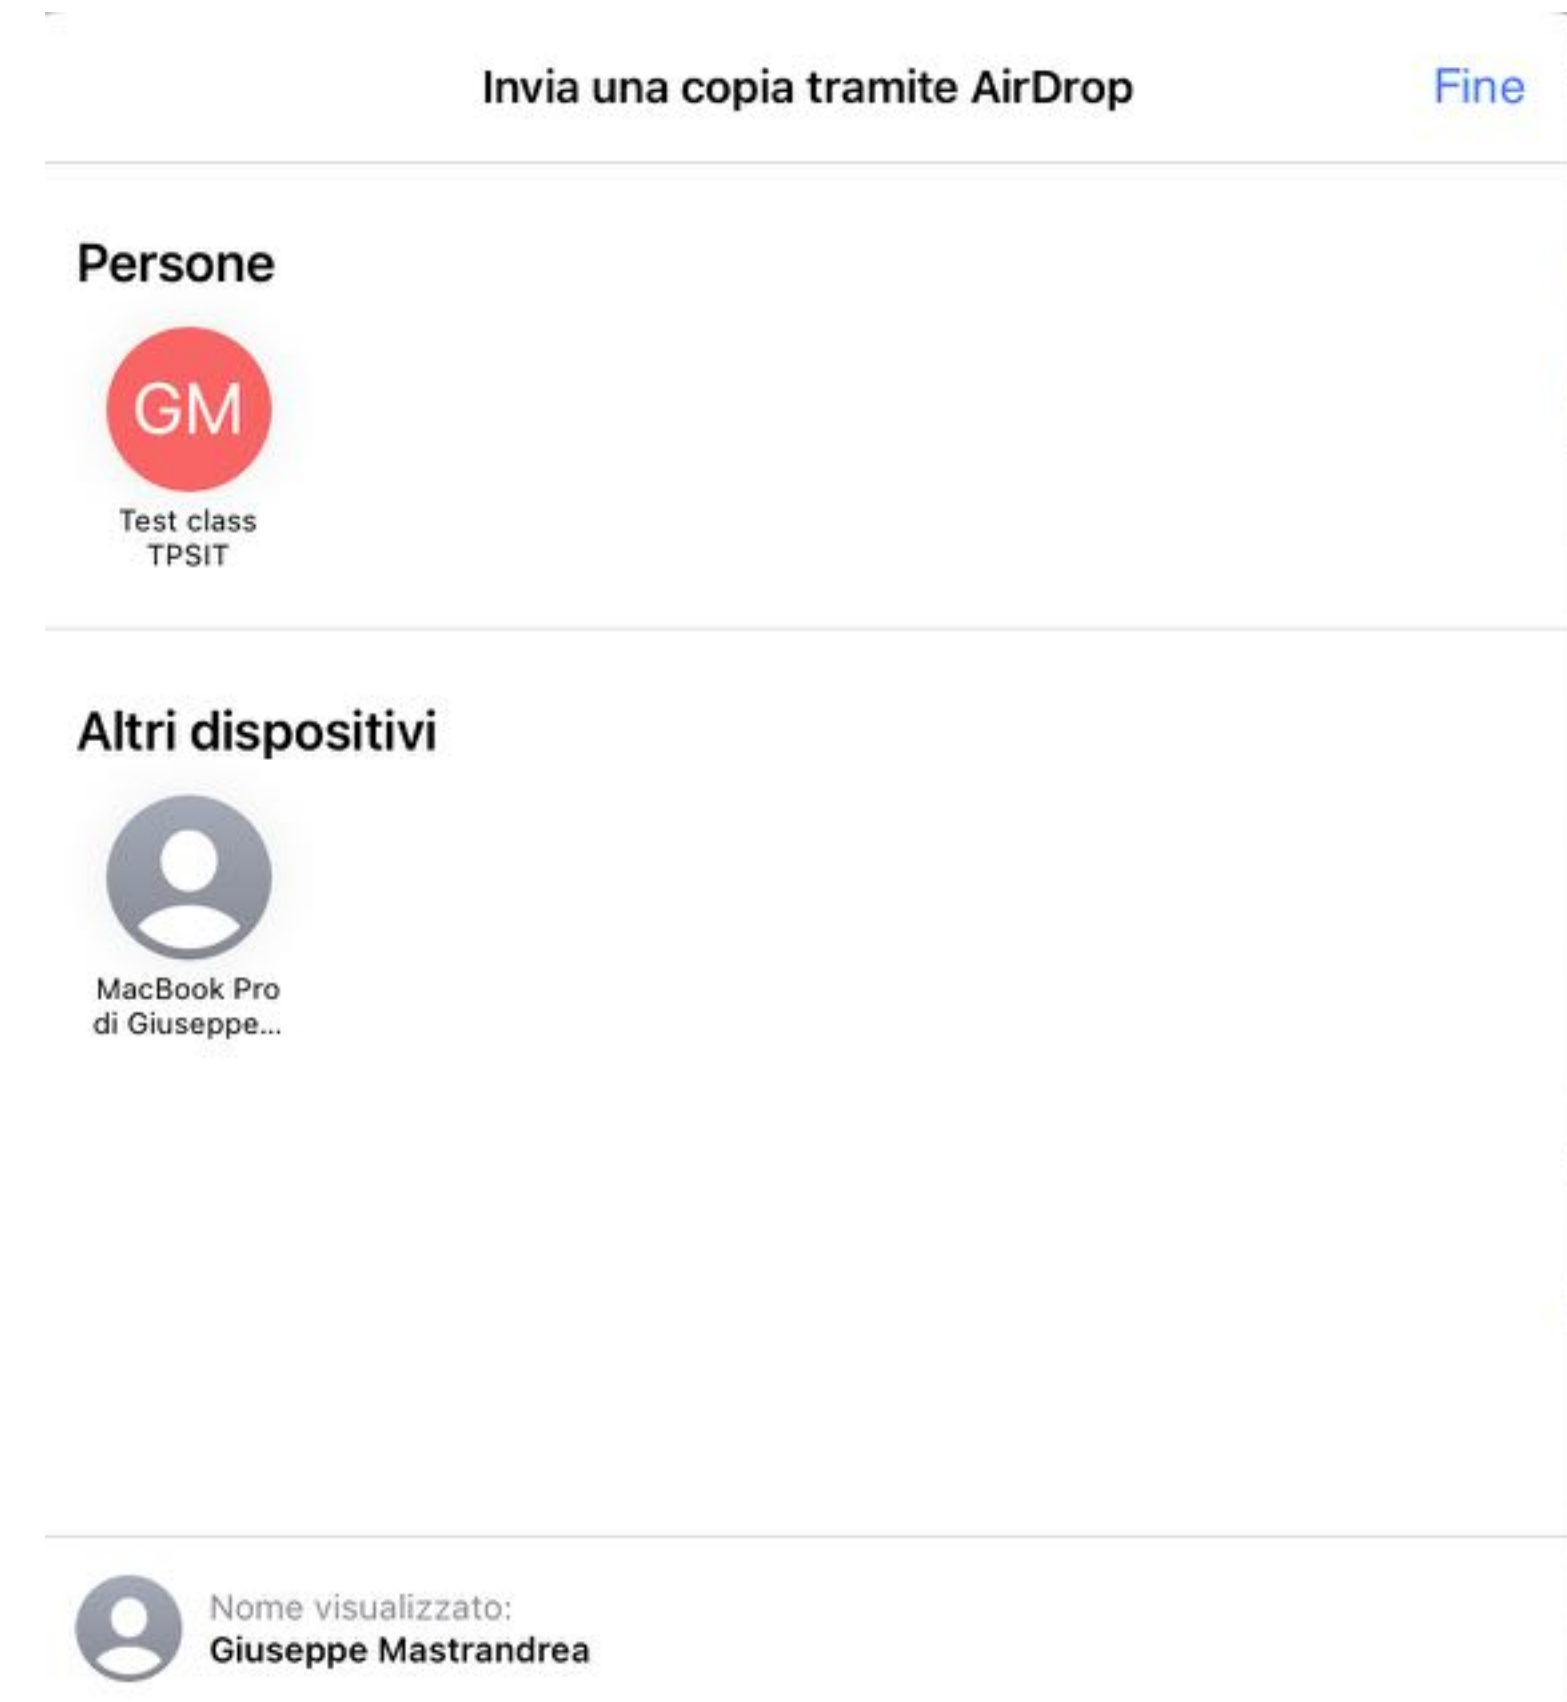 Invia una copia tramite AirDrop
Fine
Persone
GM
Test class
TPSIT
Altri dispositivi
MacBook Pro
di Giuseppe...
Nome visualizzato:
Giuseppe Mastrandrea